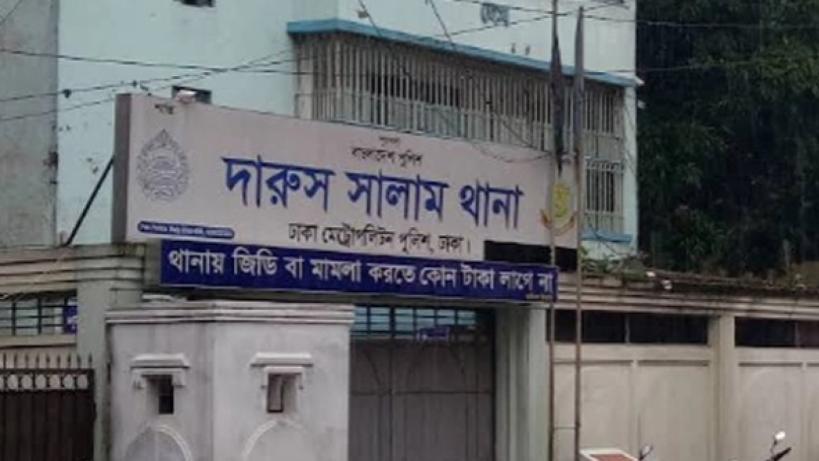 বাংলাদেশ পুলিশ
দারুস সালাম থানা
ঢাকা মেট্রোপলিটন পুলিশ, ঢাকা।
থানায় জিডি বা মামলা করতে কোন টাকা লাগে না